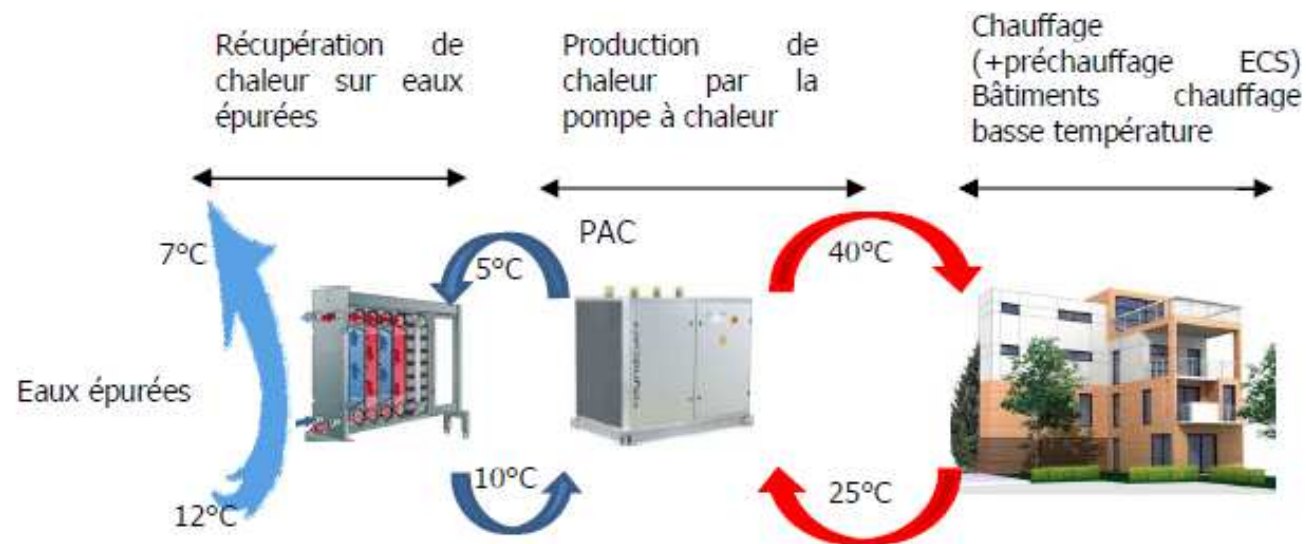 Récupération de
chaleur sur eaux
épurées
Production de
chaleur par la
pompe à chaleur
Chauffage
(+préchauffage ECS)
Bâtiments chauffage
basse température
7°C
5°C
PAC
40°C
Eaux épurées
12°C
10°C
25°C